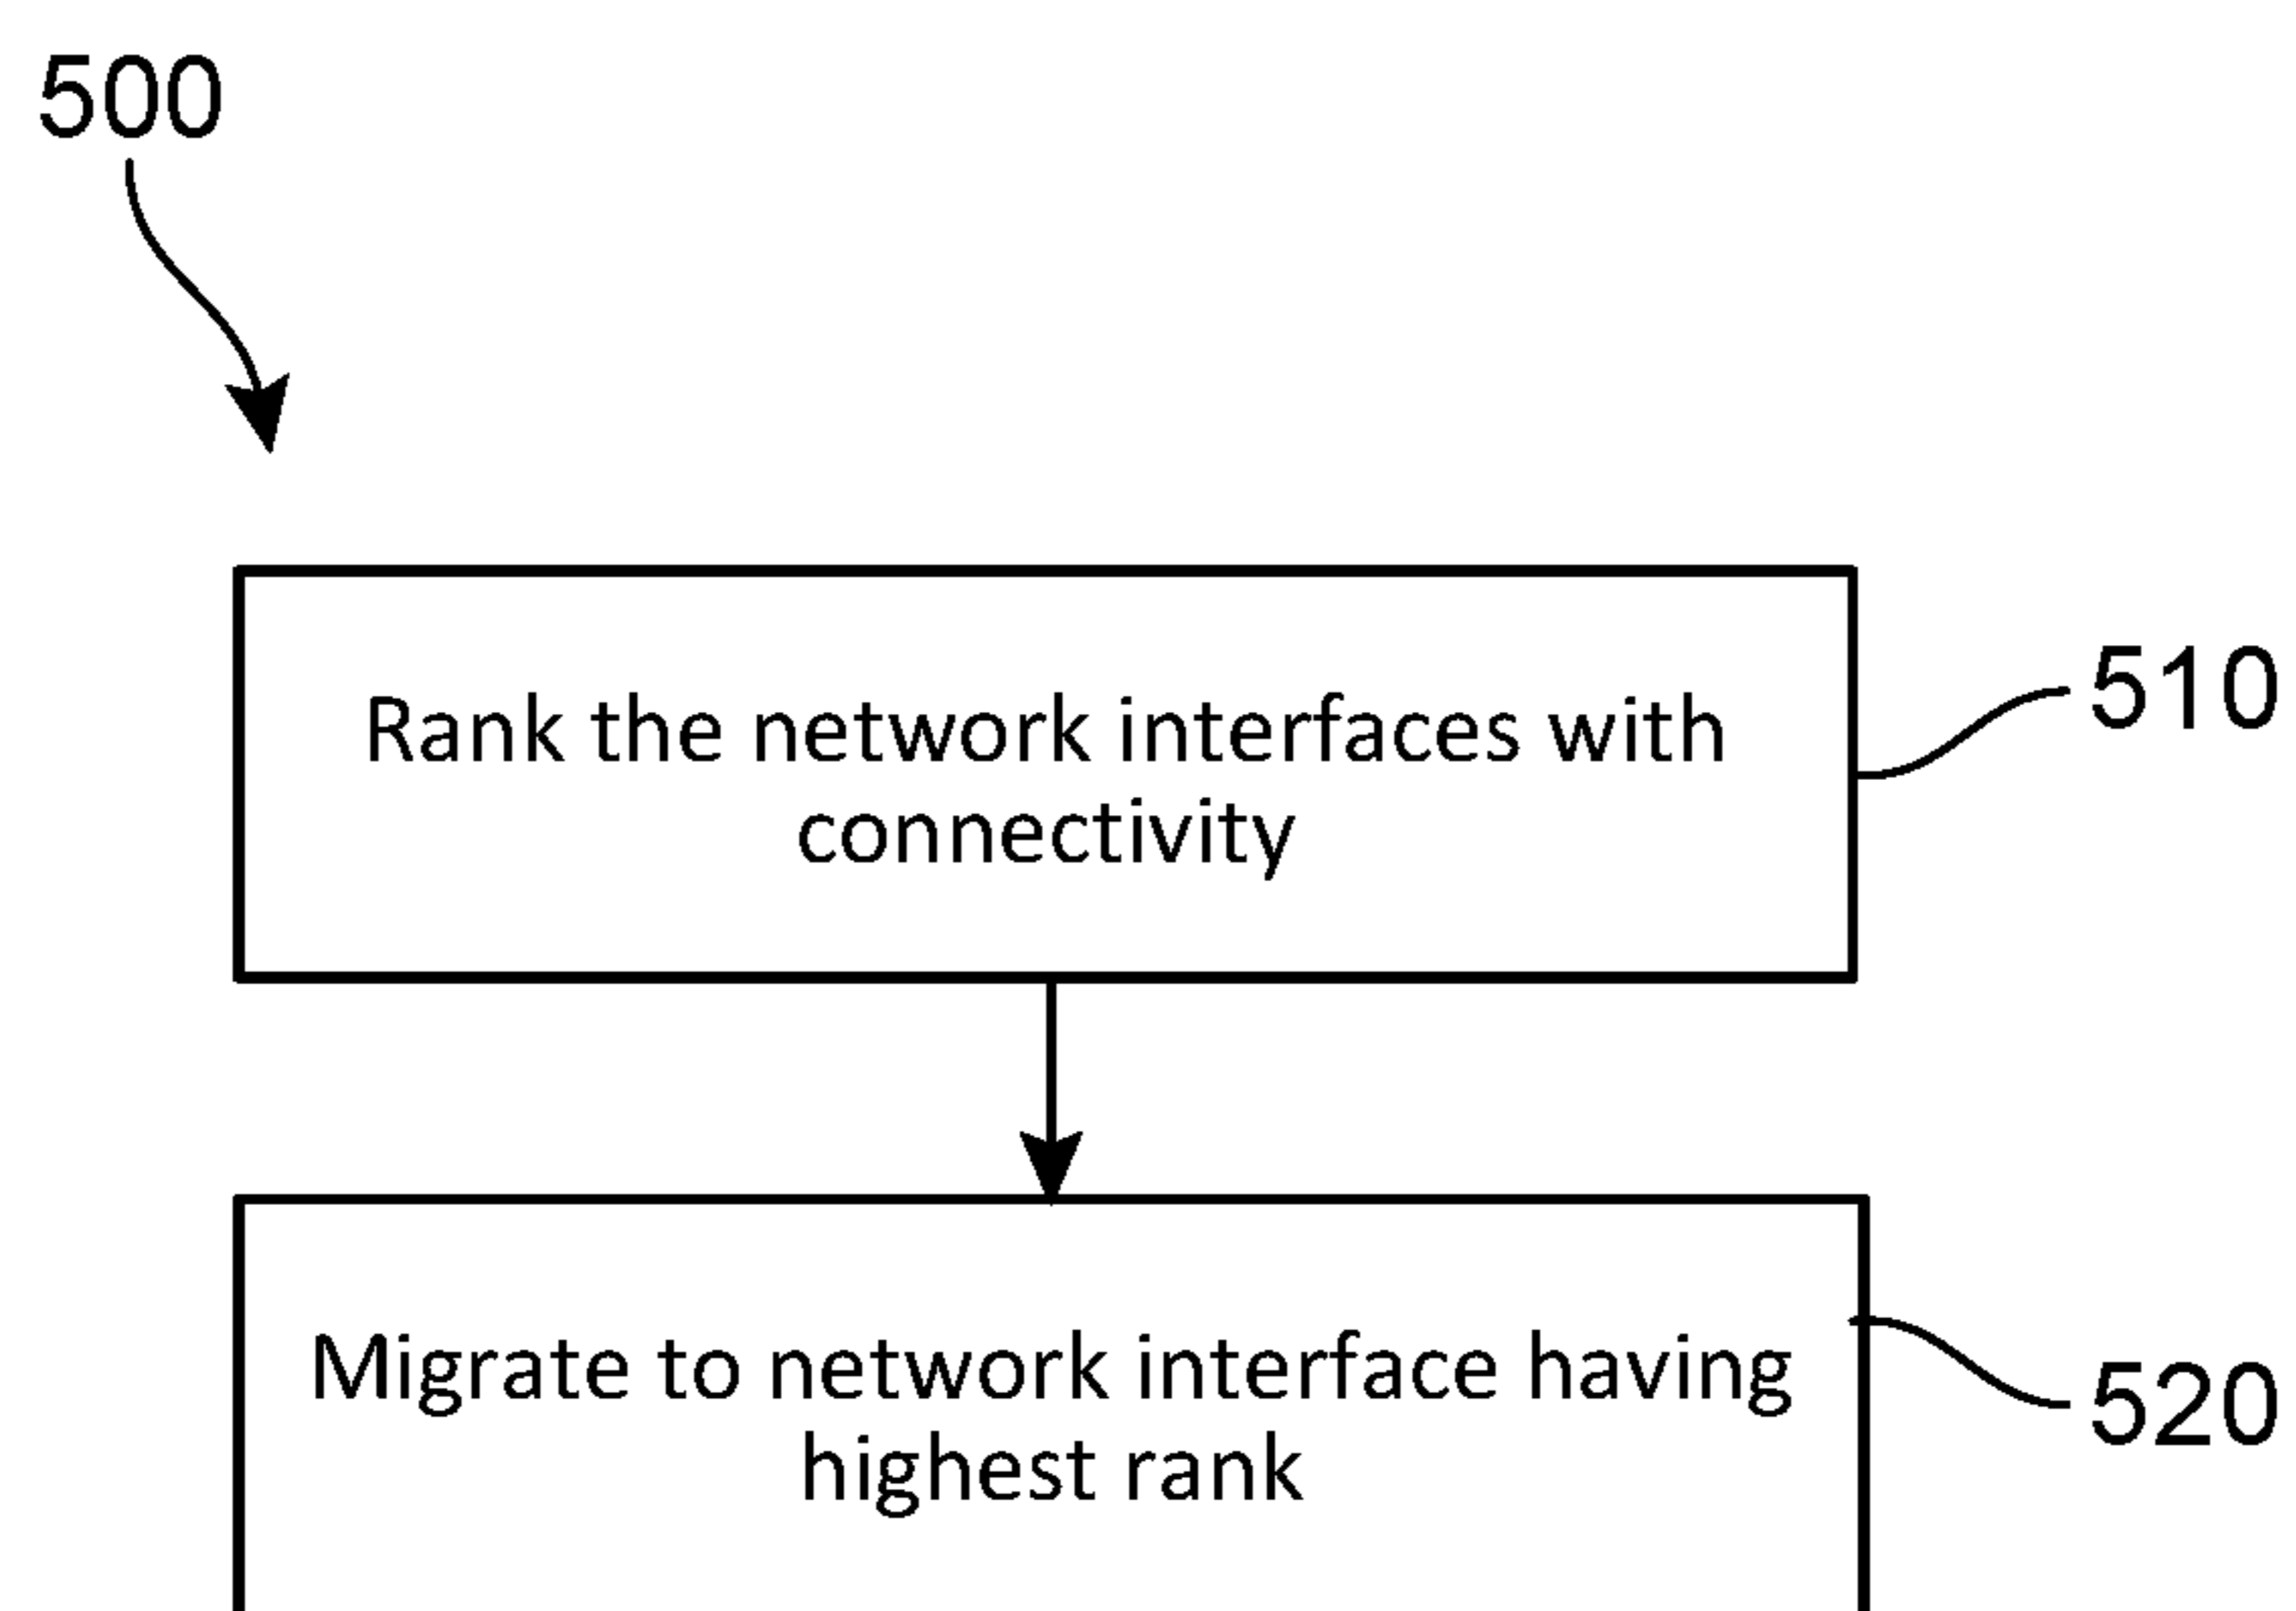 500
Rank the network interfaces with
connectivity
510
Migrate to network interface having
highest rank
520